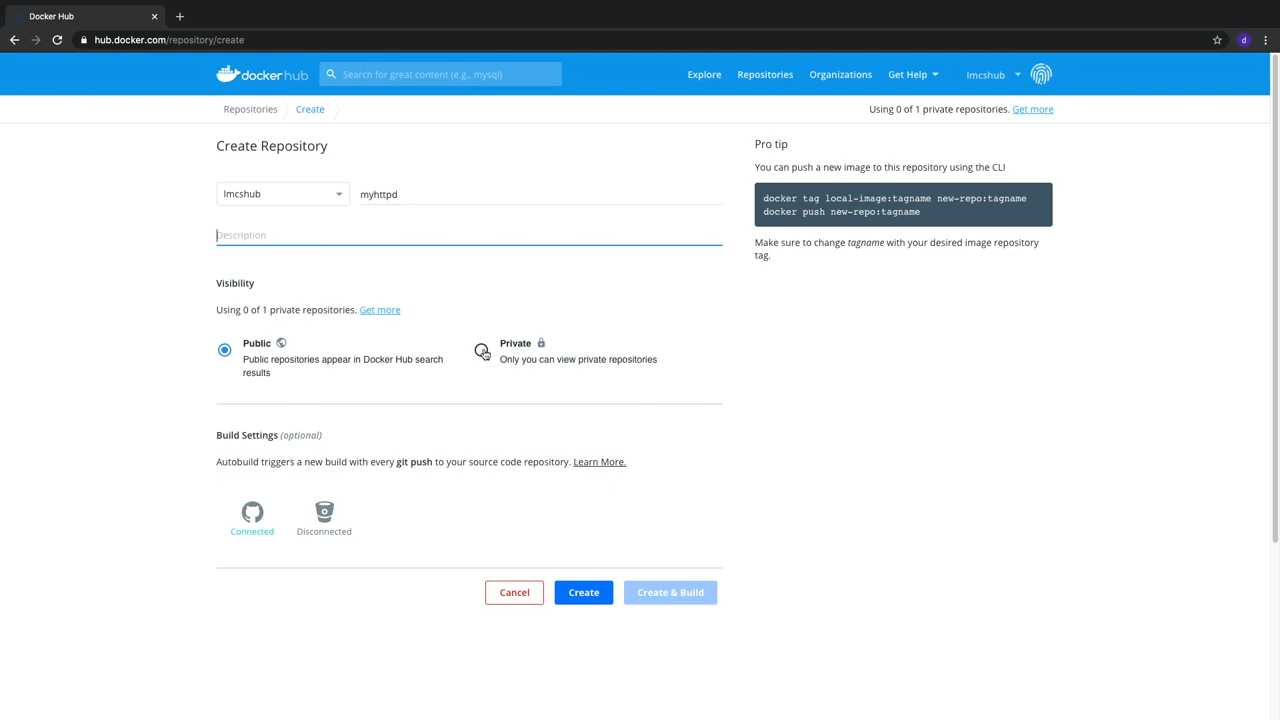 Docker Hub
hub.docker.com/repository/create
d
dockerhub
Search for great content (e.g., mysql)
Explore
Repositories
Organizations
Get Help
lmcshub
Repositories
Create
Using 0 of 1 private repositories. Get more
Create Repository
lmcshub
myhttpd
Description
Visibility
Using 0 of 1 private repositories. Get more
Public
Public repositories appear in Docker Hub search
results
Private
Only you can view private repositories
Build Settings (optional)
Autobuild triggers a new build with every git push to your source code repository. Learn More.
Connected
Disconnected
Cancel
Create
Create & Build
Pro tip
You can push a new image to this repository using the CLI
docker tag local-image:tagname new-repo:tagname
docker push new-repo:tagname
Make sure to change tagname with your desired image repository
tag.